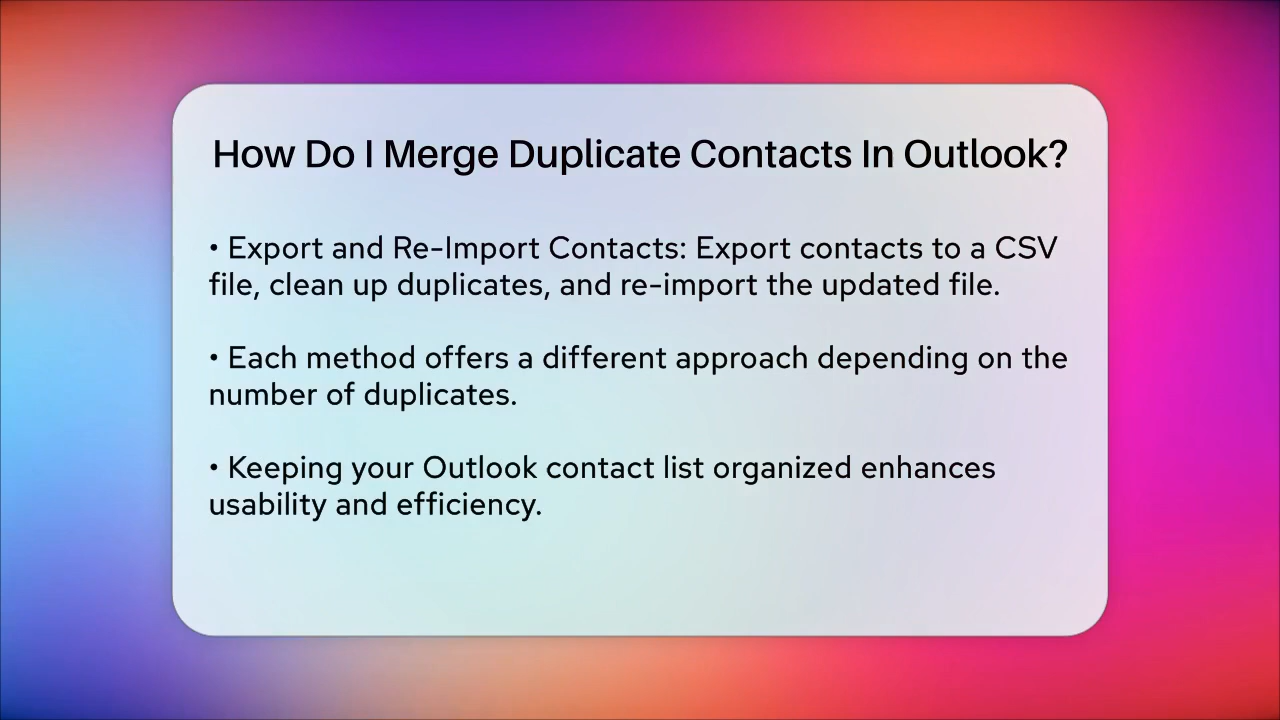 How Do I Merge Duplicate Contacts In Outlook?
• Export and Re-Import Contacts: Export contacts to a CSV
file, clean up duplicates, and re-import the updated file.
• Each method offers a different approach depending on the
number of duplicates.
• Keeping your Outlook contact list organized enhances
usability and efficiency.